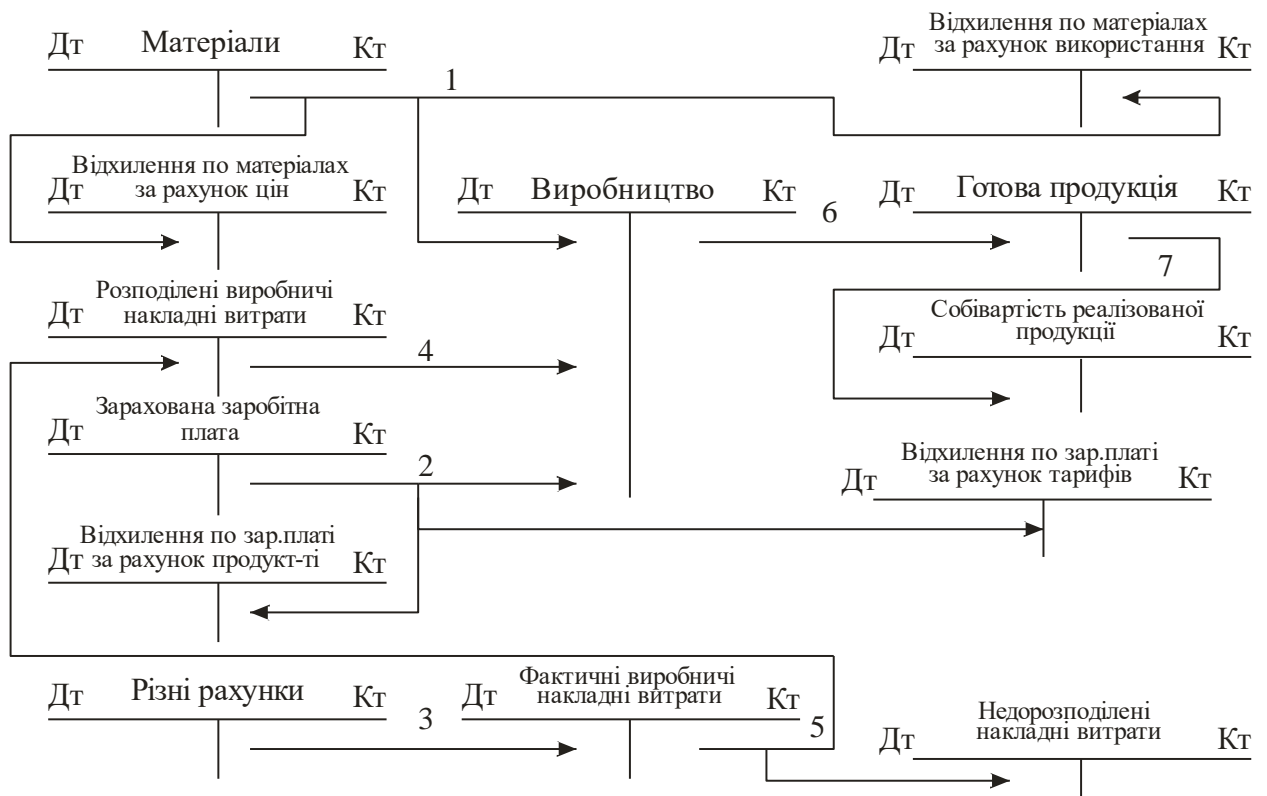 Дт Матеріали Кт
Відхилення по матеріалах
за рахунок використання
Дт Кт
1
Відхилення по матеріалах
за рахунок цін
Дт Кт
Дт Виробництво Кт
6
Дт Готова продукція Кт
7
Розподілені виробничі
накладні витрати
Дт Кт
4
Собівартість реалізованої
продукції
Дт Кт
Зарахована заробітна
плата
Дт Кт
2
Відхилення по зар.платі
за рахунок тарифів
Дт Кт
Відхилення по зар.платі
Дт за рахунок продукт-ті Кт
Дт Різні рахунки Кт
3
Фактичні виробничі
накладні витрати
Дт Кт
5
Недорозподілені
накладні витрати
Дт Кт